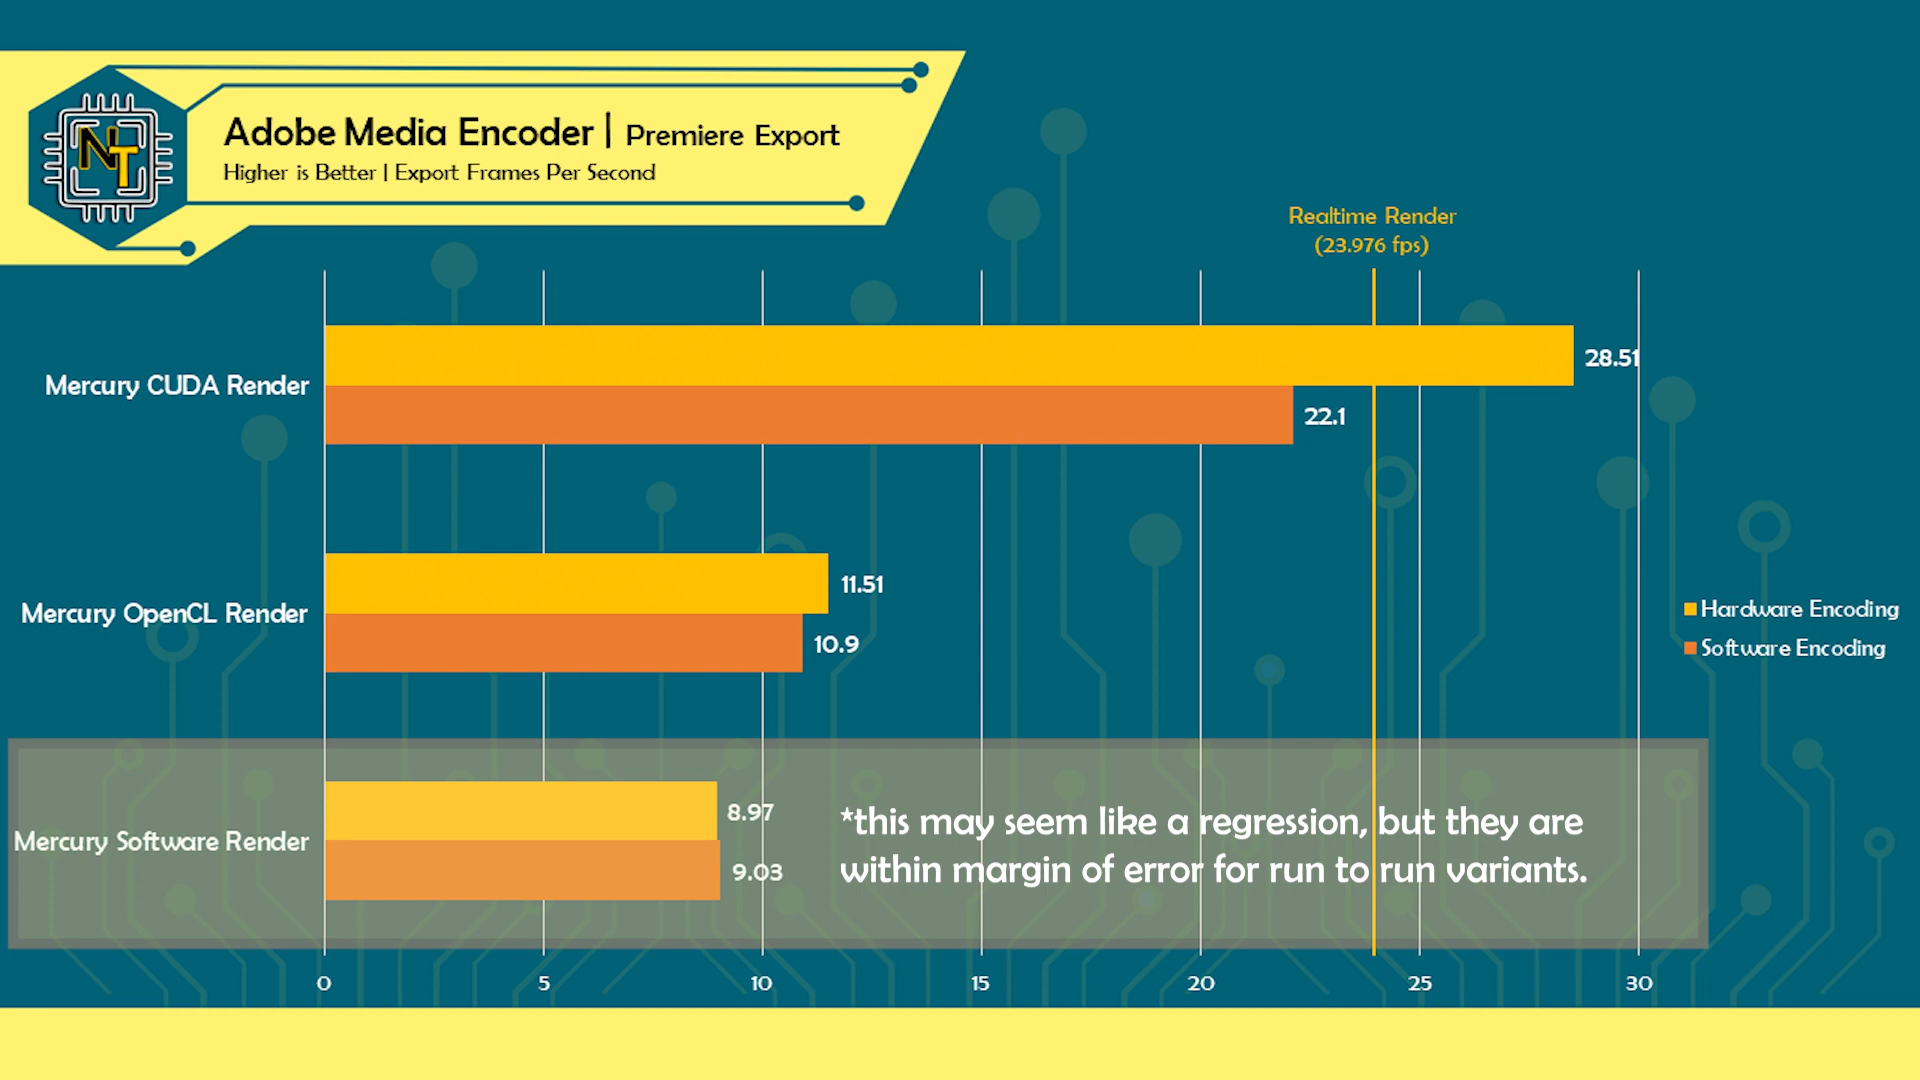 NT
Adobe Media Encoder | Premiere Export
Higher is Better | Export Frames Per Second
Realtime Render
(23.976 fps)
Mercury CUDA Render
28.51
22.1
Mercury OpenCL Render
11.51
10.9
Hardware Encoding
Software Encoding
Mercury Software Render
8.97
9.03
*this may seem like a regression, but they are
within margin of error for run to run variants.
0 5 10 15 20 25 30